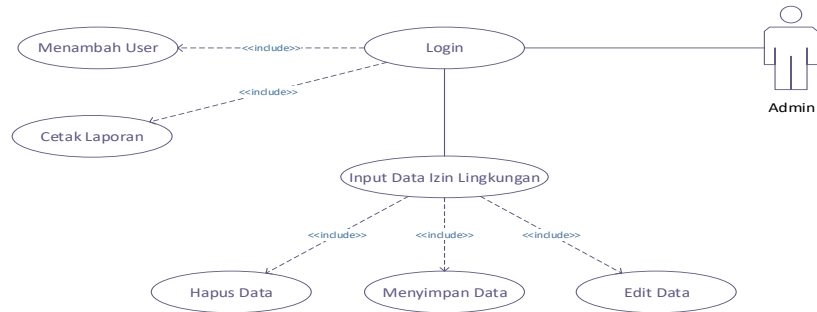 Menambah User
<<include>>
Login
<<include>>
Admin
Cetak Laporan
Input Data Izin Lingkungan
<<include>>
<<include>>
<<include>>
Hapus Data
Menyimpan Data
Edit Data